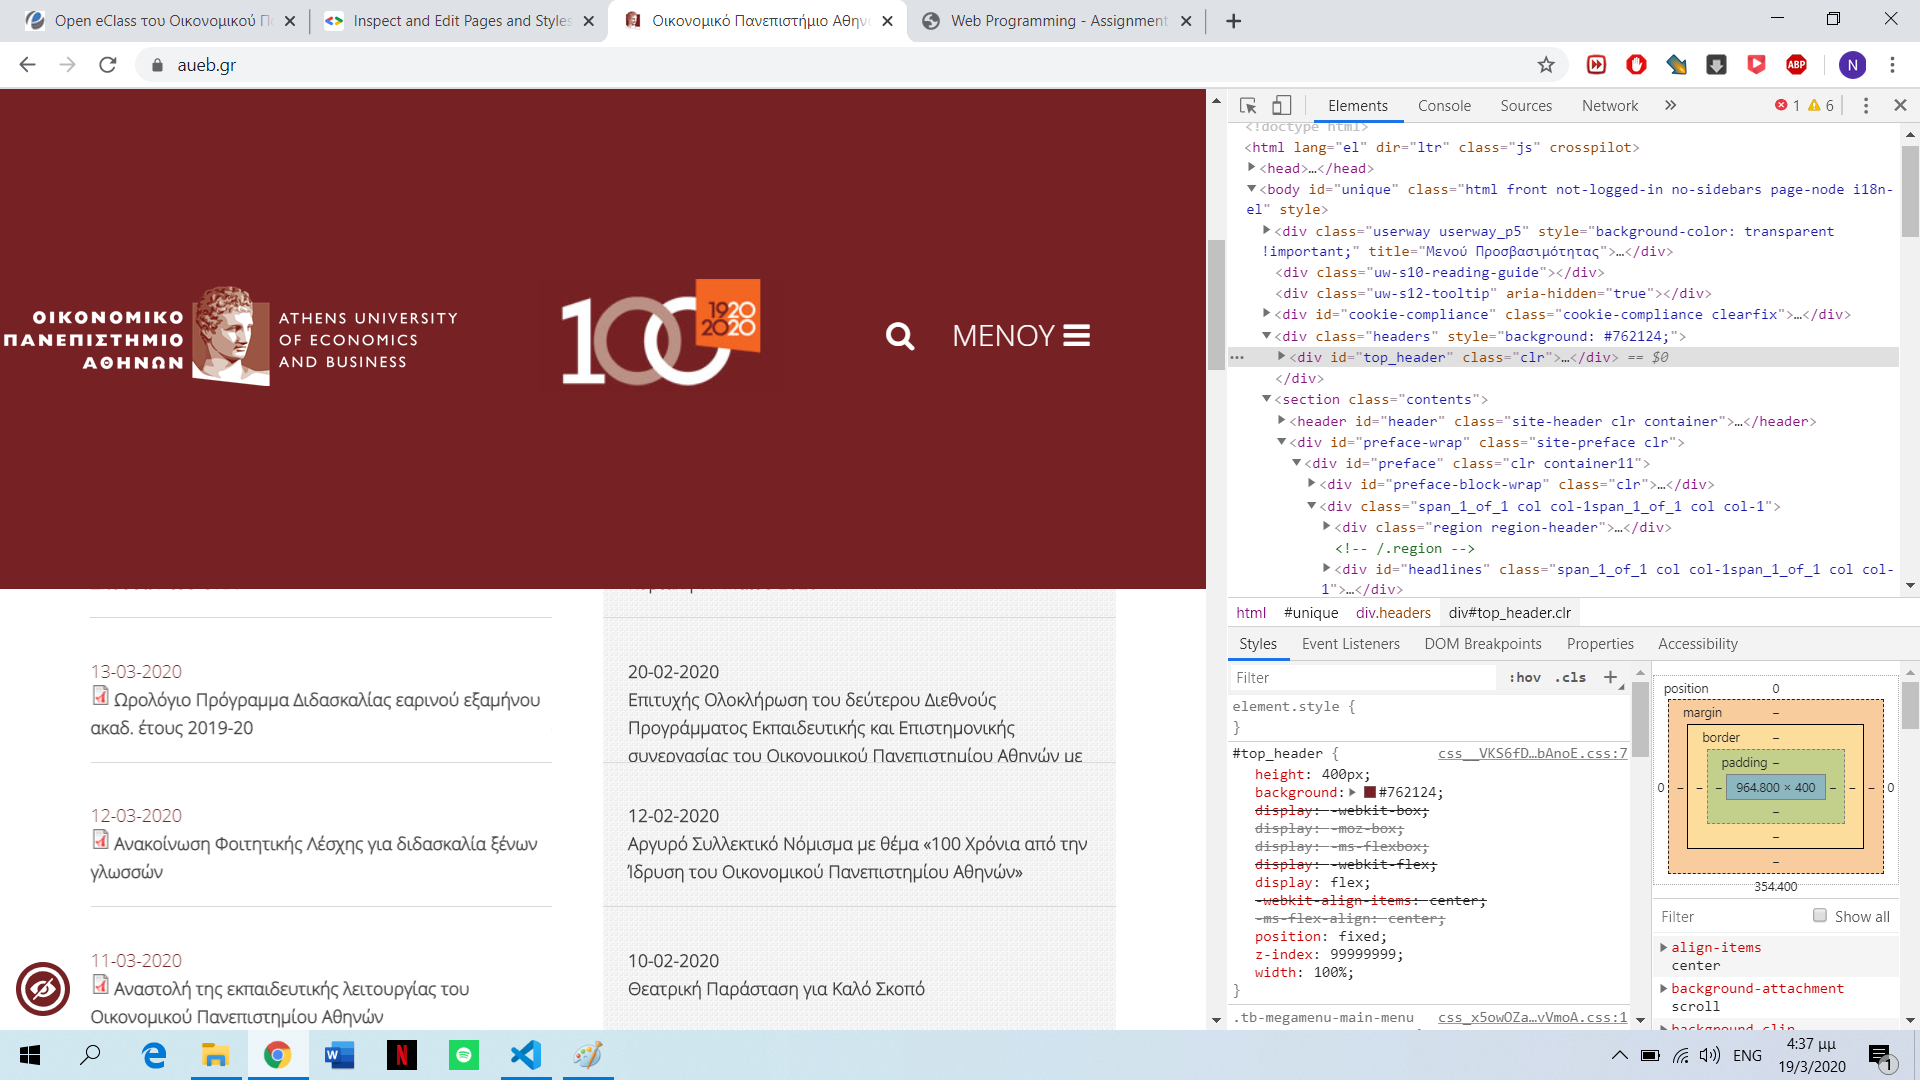 Open eClass του Οικονομικού Π
Inspect and Edit Pages and Styles
Οικονομικό Πανεπιστήμιο Αθην
Web Programming - Assignment
aueb.gr
ABP
N
ΟΙΚΟΝΟΜΙΚΟ
ΠΑΝΕΠΙΣΤΗΜΙΟ
ΑΘΗΝΩΝ
ATHENS UNIVERSITY
OF ECONOMICS
AND BUSINESS
100
1920
2020
ΜΕΝΟΥ
13-03-2020
Ωρολόγιο Πρόγραμμα Διδασκαλίας εαρινού εξαμήνου
ακαδ. έτους 2019-20
12-03-2020
Ανακοίνωση Φοιτητικής Λέσχης για διδασκαλία ξένων
γλωσσών
11-03-2020
Αναστολή της εκπαιδευτικής λειτουργίας του
Οικονομικού Πανεπιστημίου Αθηνών
20-02-2020
Επιτυχής Ολοκλήρωση του δεύτερου Διεθνούς
Προγράμματος Εκπαιδευτικής και Επιστημονικής
συνεργασίας του Οικονομικού Πανεπιστημίου Αθηνών με
12-02-2020
Αργυρό Συλλεκτικό Νόμισμα με θέμα «100 Χρόνια από την
Ίδρυση του Οικονομικού Πανεπιστημίου Αθηνών»
10-02-2020
Θεατρική Παράσταση για Καλό Σκοπό
Elements Console Sources Network » 1 6
<!doctype html>
<html lang="el" dir="ltr" class="js" crosspilot>
<head>…</head>
<body id="unique" class="html front not-logged-in no-sidebars page-node i18n-
el" style>
<div class="userway userway_p5" style="background-color: transparent
!important;" title="Μενού Προσβασιμότητας">…</div>
<div class="uw-s10-reading-guide"></div>
<div class="uw-s12-tooltip" aria-hidden="true"></div>
<div id="cookie-compliance" class="cookie-compliance clearfix">…</div>
<div class="headers" style="background: #762124;">
… <div id="top_header" class="clr">…</div> == $0
</div>
<section class="contents">
<header id="header" class="site-header clr container">…</header>
<div id="preface-wrap" class="site-preface clr">
<div id="preface" class="clr container11">
<div id="preface-block-wrap" class="clr">…</div>
<div class="span_1_of_1 col col-1span_1_of_1 col col-1">
<div class="region region-header">…</div>
<!-- /.region -->
<div id="headlines" class="span_1_of_1 col col-1span_1_of_1 col col-
1">…</div>
html #unique div.headers div#top_header.clr
Styles Event Listeners DOM Breakpoints Properties Accessibility
Filter :hov .cls +
element.style {
}
#top_header { css__VKS6fD…bAnoE.css:7
height: 400px;
background: #762124;
display: -webkit-box;
display: -moz-box;
display: -ms-flexbox;
display: -webkit-flex;
display: flex;
-webkit-align-items: center;
-ms-flex-align: center;
position: fixed;
z-index: 99999999;
width: 100%;
}
.tb-megamenu-main-menu css_x5owOZa…vVmoA.css:1
position 0
margin –
border –
padding –
0 – – – 964.800 × 400 – – – 0
–
–
–
354.400
Filter Show all
align-items
center
background-attachment
scroll
background-clip
ENG
4:37 μμ
19/3/2020
1